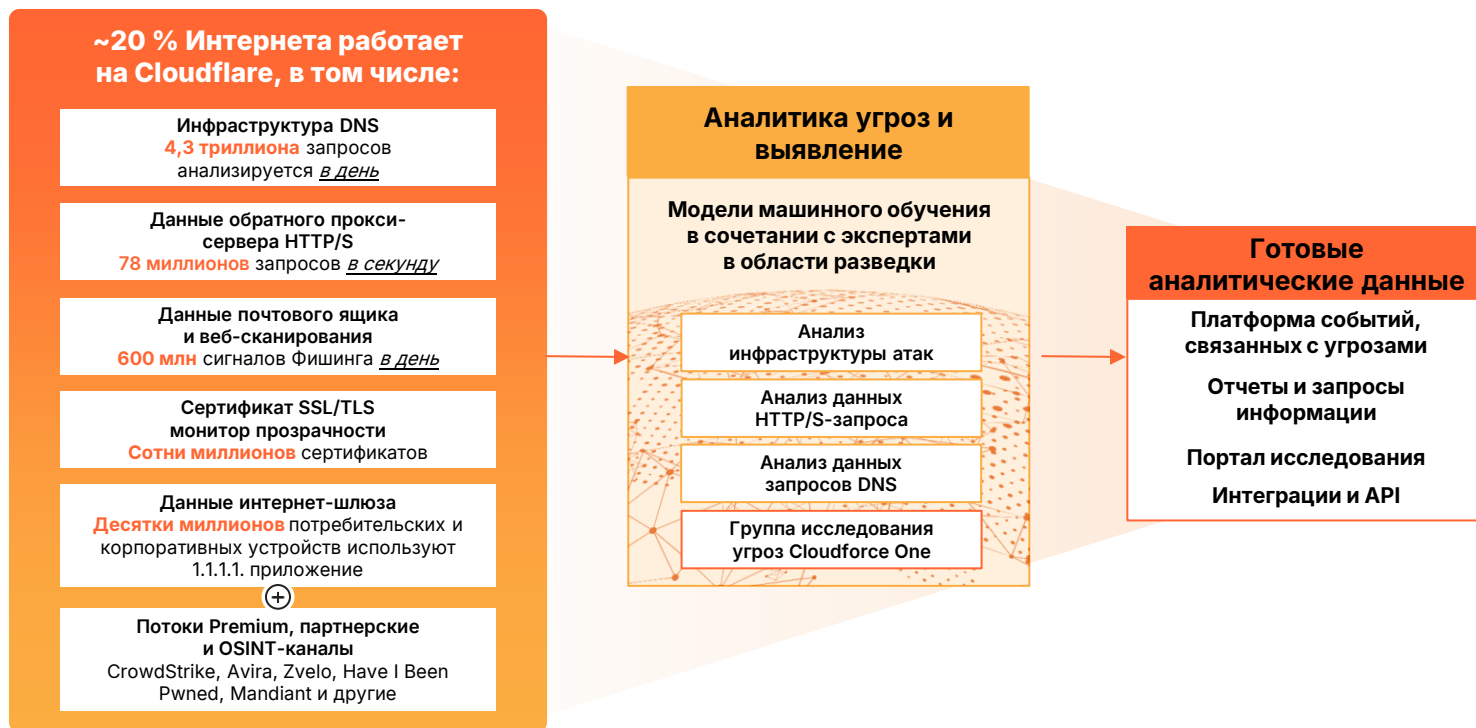 ~20 % Интернета работает
на Cloudflare, в том числе:
Инфраструктура DNS
4,3 триллиона запросов
анализируется в день
Данные обратного прокси-
сервера HTTP/S
78 миллионов запросов в секунду
Данные почтового ящика
и веб-сканирования
600 млн сигналов Фишинга в день
Сертификат SSL/TLS
монитор прозрачности
Сотни миллионов сертификатов
Данные интернет-шлюза
Десятки миллионов потребительских и
корпоративных устройств используют
1.1.1.1. приложение
+
Потоки Premium, партнерские
и OSINT-каналы
CrowdStrike, Avira, Zvelo, Have I Been
Pwned, Mandiant и другие
Аналитика угроз и
выявление
Модели машинного обучения
в сочетании с экспертами
в области разведки
Анализ
инфраструктуры атак
Анализ данных
HTTP/S-запроса
Анализ данных
запросов DNS
Группа исследования
угроз Cloudforce One
Готовые
аналитические данные
Платформа событий,
связанных с угрозами
Отчеты и запросы
информации
Портал исследования
Интеграции и API